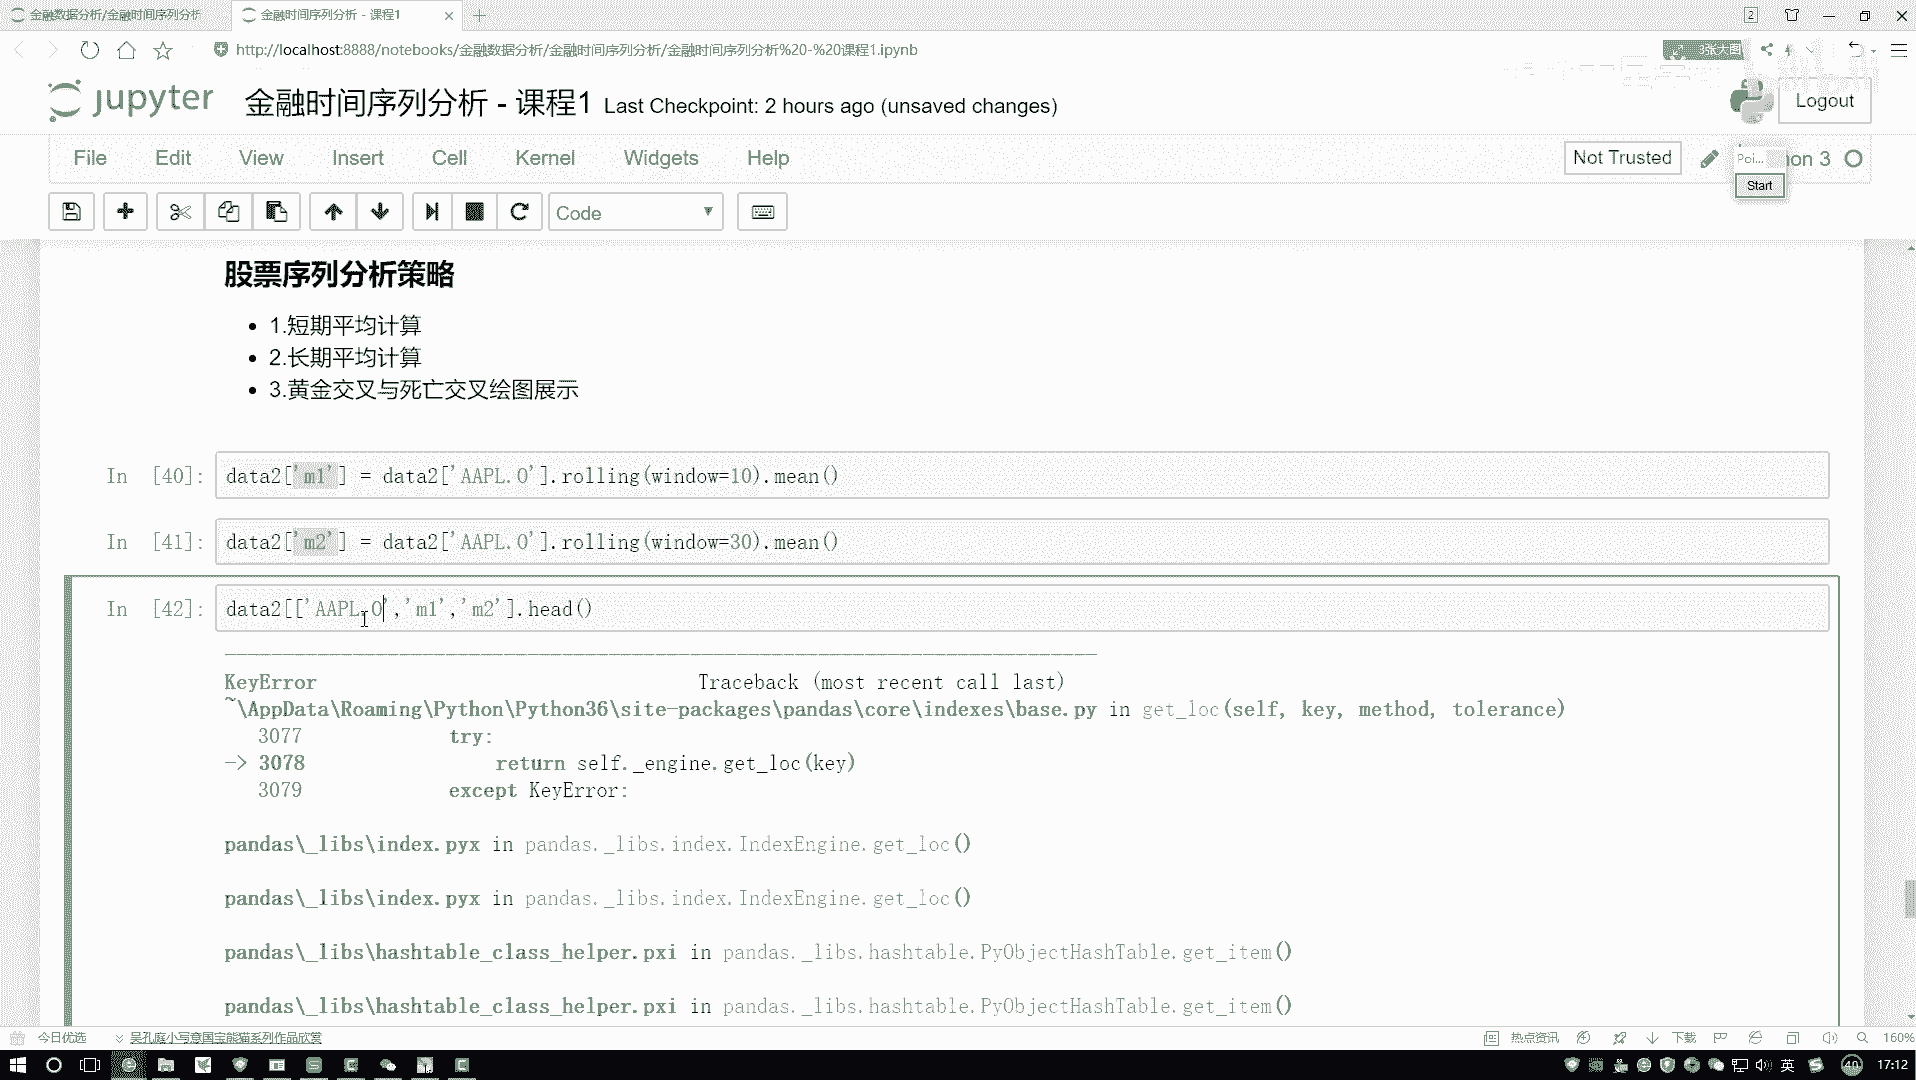 金融数据分析/金融时间序列分析
金融时间序列分析 - 课程1
2
http://localhost:8888/notebooks/金融数据分析/金融时间序列分析/金融时间序列分析%20-%20课程1.ipynb
3张大图
jupyter 金融时间序列分析 - 课程1 Last Checkpoint: 2 hours ago (unsaved changes)
Logout
File Edit View Insert Cell Kernel Widgets Help
Not Trusted
Poi...
hon 3
Start
Code
股票序列分析策略
• 1.短期平均计算
• 2.长期平均计算
• 3.黄金交叉与死亡交叉绘图展示
In [40]: data2['m1'] = data2['AAPL.O'].rolling(window=10).mean()
In [41]: data2['m2'] = data2['AAPL.O'].rolling(window=30).mean()
In [42]: data2[['AAPL.O','m1','m2'].head()
KeyError Traceback (most recent call last)
~\AppData\Roaming\Python\Python36\site-packages\pandas\core\indexes\base.py in get_loc(self, key, method, tolerance)
3077 try:
-> 3078 return self._engine.get_loc(key)
3079 except KeyError:
pandas\_libs\index.pyx in pandas._libs.index.IndexEngine.get_loc()
pandas\_libs\index.pyx in pandas._libs.index.IndexEngine.get_loc()
pandas\_libs\hashtable_class_helper.pxi in pandas._libs.hashtable.PyObjectHashTable.get_item()
pandas\_libs\hashtable_class_helper.pxi in pandas._libs.hashtable.PyObjectHashTable.get_item()
今日优选
吴孔庭小写意国宝能猫系列作品欣赏
热点资讯
下载
160%
英
40
17:12